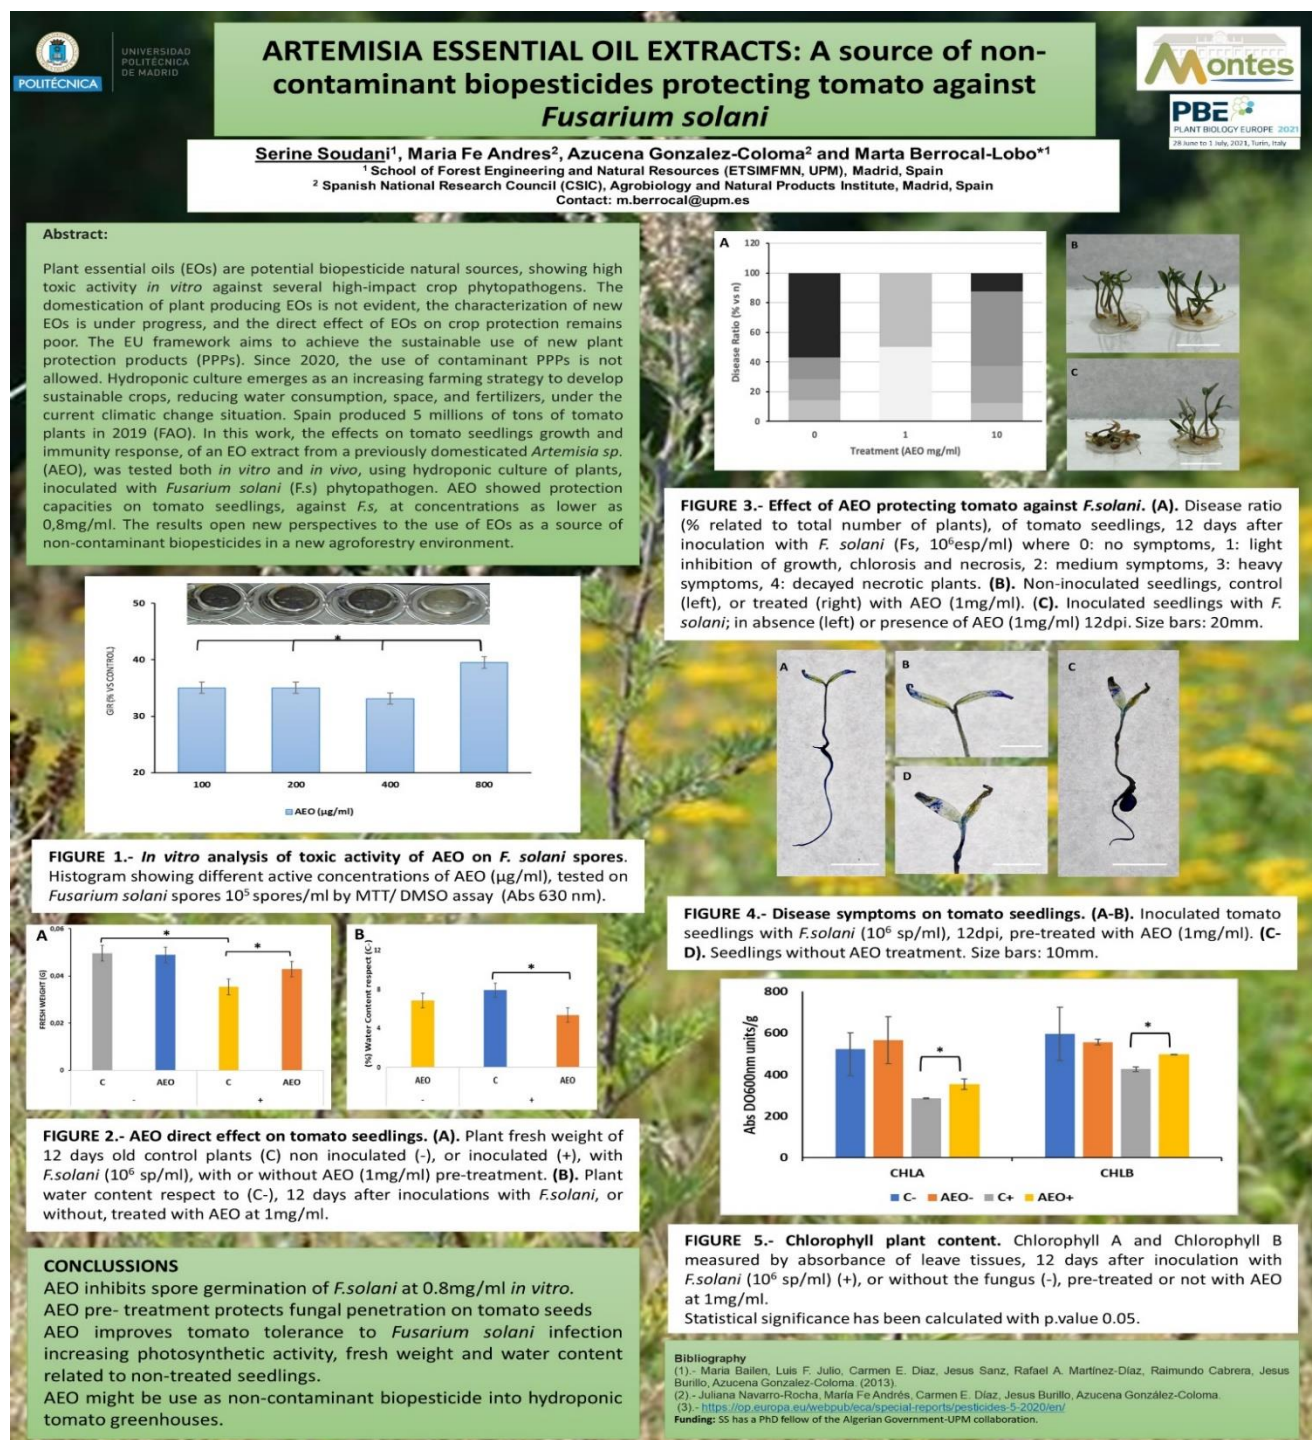 POLITÉCNICA
UNIVERSIDAD
POLITÉCNICA
DE MADRID
ARTEMISIA ESSENTIAL OIL EXTRACTS: A source of non-
contaminant biopesticides protecting tomato against
Fusarium solani
Montes
PBE
PLANT BIOLOGY EUROPE 2021
28 June to 1 July, 2021, Turin, Italy
Serine Soudani¹, Maria Fe Andres², Azucena Gonzalez-Coloma² and Marta Berrocal-Lobo*¹
¹ School of Forest Engineering and Natural Resources (ETSIMFMN, UPM), Madrid, Spain
² Spanish National Research Council (CSIC), Agrobiology and Natural Products Institute, Madrid, Spain
Contact: m.berrocal@upm.es
Abstract:
Plant essential oils (EOs) are potential biopesticide natural sources, showing high
toxic activity in vitro against several high-impact crop phytopathogens. The
domestication of plant producing EOs is not evident, the characterization of new
EOs is under progress, and the direct effect of EOs on crop protection remains
poor. The EU framework aims to achieve the sustainable use of new plant
protection products (PPPs). Since 2020, the use of contaminant PPPs is not
allowed. Hydroponic culture emerges as an increasing farming strategy to develop
sustainable crops, reducing water consumption, space, and fertilizers, under the
current climatic change situation. Spain produced 5 millions of tons of tomato
plants in 2019 (FAO). In this work, the effects on tomato seedlings growth and
immunity response, of an EO extract from a previously domesticated Artemisia sp.
(AEO), was tested both in vitro and in vivo, using hydroponic culture of plants,
inoculated with Fusarium solani (F.s) phytopathogen. AEO showed protection
capacities on tomato seedlings, against F.s, at concentrations as lower as
0,8mg/ml. The results open new perspectives to the use of EOs as a source of
non-contaminant biopesticides in a new agroforestry environment.
50
40
30
20
GIR (% VS CONTROL)
*
100 200 400 800
AEO (µg/ml)
FIGURE 1.- In vitro analysis of toxic activity of AEO on F. solani spores.
Histogram showing different active concentrations of AEO (µg/ml), tested on
Fusarium solani spores 10⁵ spores/ml by MTT/ DMSO assay (Abs 630 nm).
A
0,06
0,04
0,02
0
FRESH WEIGHT (G)
* *
C AEO C AEO
- +
B
12
8
4
0
(%) Water Content respect (C-)
*
AEO C AEO
- +
FIGURE 2.- AEO direct effect on tomato seedlings. (A). Plant fresh weight of
12 days old control plants (C) non inoculated (-), or inoculated (+), with
F.solani (10⁶ sp/ml), with or without AEO (1mg/ml) pre-treatment. (B). Plant
water content respect to (C-), 12 days after inoculations with F.solani, or
without, treated with AEO at 1mg/ml.
CONCLUSSIONS
AEO inhibits spore germination of F.solani at 0.8mg/ml in vitro.
AEO pre- treatment protects fungal penetration on tomato seeds
AEO improves tomato tolerance to Fusarium solani infection
increasing photosynthetic activity, fresh weight and water content
related to non-treated seedlings.
AEO might be use as non-contaminant biopesticide into hydroponic
tomato greenhouses.
A
120
100
80
60
40
20
0
Disease Ratio (% vs n)
0 1 10
Treatment (AEO mg/ml)
B
C
FIGURE 3.- Effect of AEO protecting tomato against F.solani. (A). Disease ratio
(% related to total number of plants), of tomato seedlings, 12 days after
inoculation with F. solani (Fs, 10⁶esp/ml) where 0: no symptoms, 1: light
inhibition of growth, chlorosis and necrosis, 2: medium symptoms, 3: heavy
symptoms, 4: decayed necrotic plants. (B). Non-inoculated seedlings, control
(left), or treated (right) with AEO (1mg/ml). (C). Inoculated seedlings with F.
solani; in absence (left) or presence of AEO (1mg/ml) 12dpi. Size bars: 20mm.
A
B
C
D
FIGURE 4.- Disease symptoms on tomato seedlings. (A-B). Inoculated tomato
seedlings with F.solani (10⁶ sp/ml), 12dpi, pre-treated with AEO (1mg/ml). (C-
D). Seedlings without AEO treatment. Size bars: 10mm.
800
600
400
200
0
Abs DO600nm units/g
* *
CHLA CHLB
C- AEO- C+ AEO+
FIGURE 5.- Chlorophyll plant content. Chlorophyll A and Chlorophyll B
measured by absorbance of leave tissues, 12 days after inoculation with
F.solani (10⁶ sp/ml) (+), or without the fungus (-), pre-treated or not with AEO
at 1mg/ml.
Statistical significance has been calculated with p.value 0.05.
Bibliography
(1).- Maria Bailen, Luis F. Julio, Carmen E. Diaz, Jesus Sanz, Rafael A. Martínez-Díaz, Raimundo Cabrera, Jesus
Burillo, Azucena Gonzalez-Coloma. (2013).
(2).- Juliana Navarro-Rocha, María Fe Andrés, Carmen E. Díaz, Jesus Burillo, Azucena González-Coloma.
(3).- https://op.europa.eu/webpub/eca/special-reports/pesticides-5-2020/en/
Funding: SS has a PhD fellow of the Algerian Government-UPM collaboration.